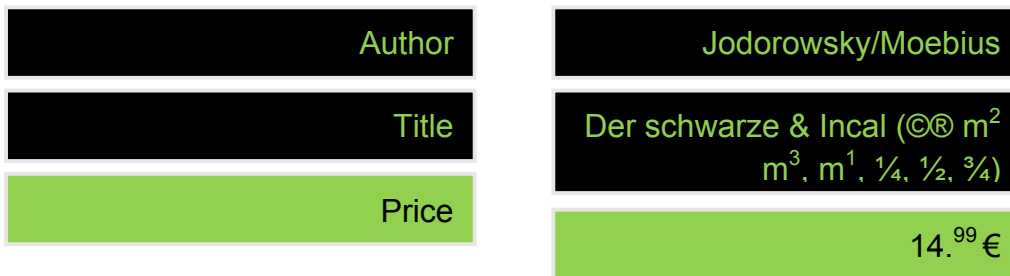 Author
Jodorowsky/Moebius
Title
Der schwarze & Incal (©® m²
m³, m¹, ¼, ½, ¾)
Price
14.⁹⁹ €